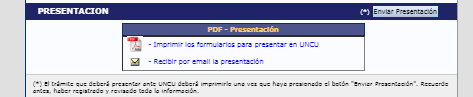 PRESENTACION (*) Enviar Presentación
PDF - Presentación
- Imprimir los formularios para presentar en UNCU
- Recibir por email la presentación
(*) El trámite que deberá presentar ante UNCU deberá imprimirlo una vez que haya presionado el botón "Enviar Presentación". Recuerde
antes, haber registrado y revisado toda la información.